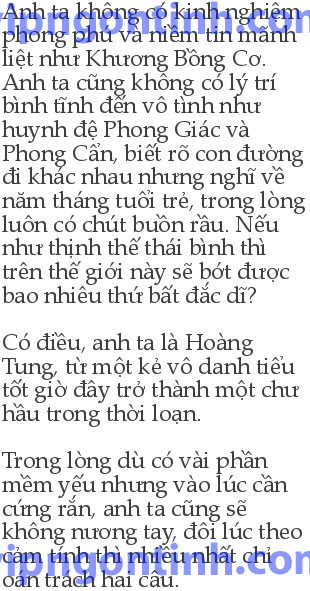 Anh ta không có kinh nghiệm
phong phú và niềm tin mãnh
liệt như Khương Bồng Cơ.
Anh ta cũng không có lý trí
bình tĩnh đến vô tình như
huynh đệ Phong Giác và
Phong Cẩn, biết rõ con đường
đi khác nhau nhưng nghĩ về
năm tháng tuổi trẻ, trong lòng
luôn có chút buồn rầu. Nếu
như thịnh thế thái bình thì
trên thế giới này sẽ bớt được
bao nhiêu thứ bất đắc dĩ?
Có điều, anh ta là Hoàng
Tung, từ một kẻ vô danh tiểu
tốt giờ đây trở thành một chư
hầu trong thời loạn.
Trong lòng dù có vài phần
mềm yếu nhưng vào lúc cần
cứng rắn, anh ta cũng sẽ
không nương tay, đôi lúc theo
cảm tính thì nhiều nhất chỉ
oán trách hai câu.